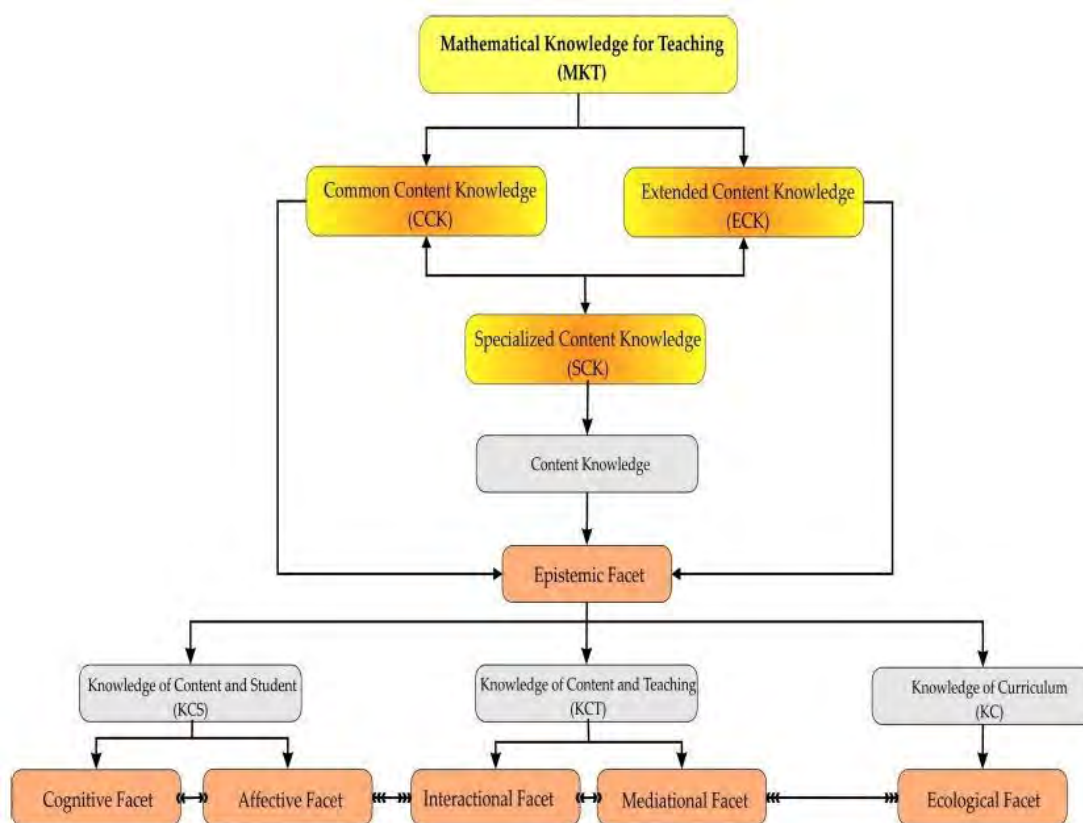 Mathematical Knowledge for Teaching
(MKT)
Common Content Knowledge
(CCK)
Extended Content Knowledge
(ECK)
Specialized Content Knowledge
(SCK)
Content Knowledge
Epistemic Facet
Knowledge of Content and Student
(KCS)
Knowledge of Content and Teaching
(KCT)
Knowledge of Curriculum
(KC)
Cognitive Facet
Affective Facet
Interactional Facet
Mediational Facet
Ecological Facet